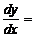 dy/dx =